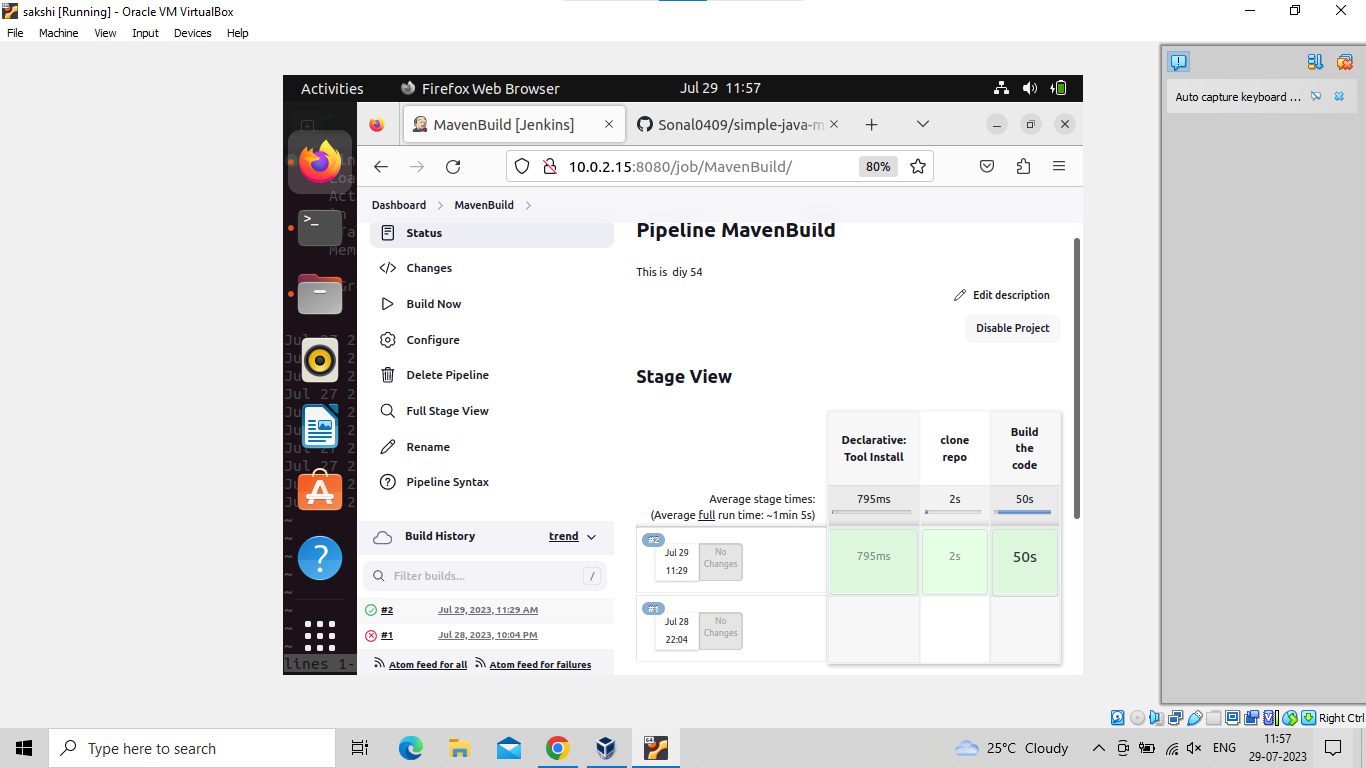 sakshi [Running] - Oracle VM VirtualBox
File Machine View Input Devices Help
Auto capture keyboard ...
Activities Firefox Web Browser Jul 29 11:57
MavenBuild [Jenkins] Sonal0409/simple-java-m
10.0.2.15:8080/job/MavenBuild/ 80%
Dashboard MavenBuild
Status
Changes
Build Now
Configure
Delete Pipeline
Full Stage View
Rename
Pipeline Syntax
Build History trend
Filter builds... /
#2 Jul 29, 2023, 11:29 AM
#1 Jul 28, 2023, 10:04 PM
Atom feed for all Atom feed for failures
Pipeline MavenBuild
This is diy 54
Edit description
Disable Project
Stage View
Declarative: Tool Install
clone repo
Build the code
Average stage times: 795ms 2s 50s
(Average full run time: ~1min 5s)
#2
Jul 29 No
11:29 Changes
795ms 2s 50s
#1
Jul 28 No
22:04 Changes
Jul 27 2
Jul 27 2
lines 1-
Right Ctrl
Type here to search
25°C Cloudy
ENG
11:57
29-07-2023